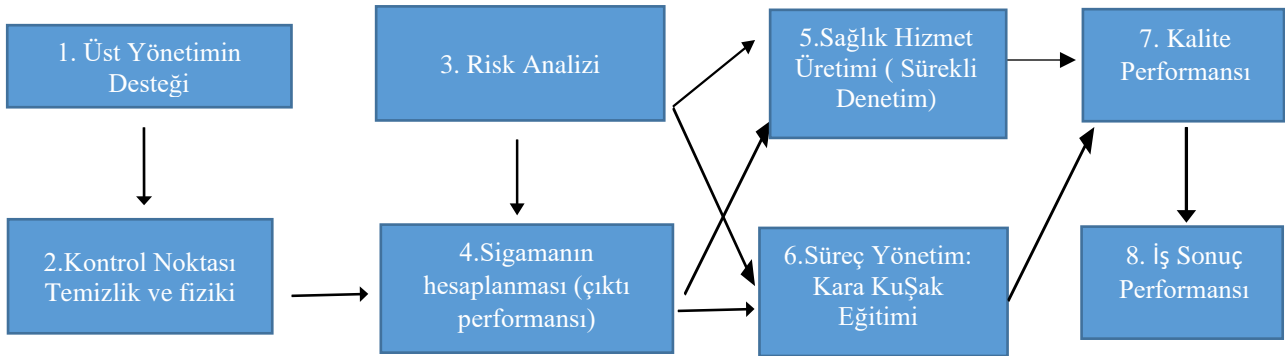 1. Üst Yönetimin
Desteği
2.Kontrol Noktası
Temizlik ve fiziki
3. Risk Analizi
4.Sigamanın
hesaplanması (çıktı
performansı)
5.Sağlık Hizmet
Üretimi ( Sürekli
Denetim)
6.Süreç Yönetim:
Kara KuŞak
Eğitimi
7. Kalite
Performansı
8. İş Sonuç
Performansı